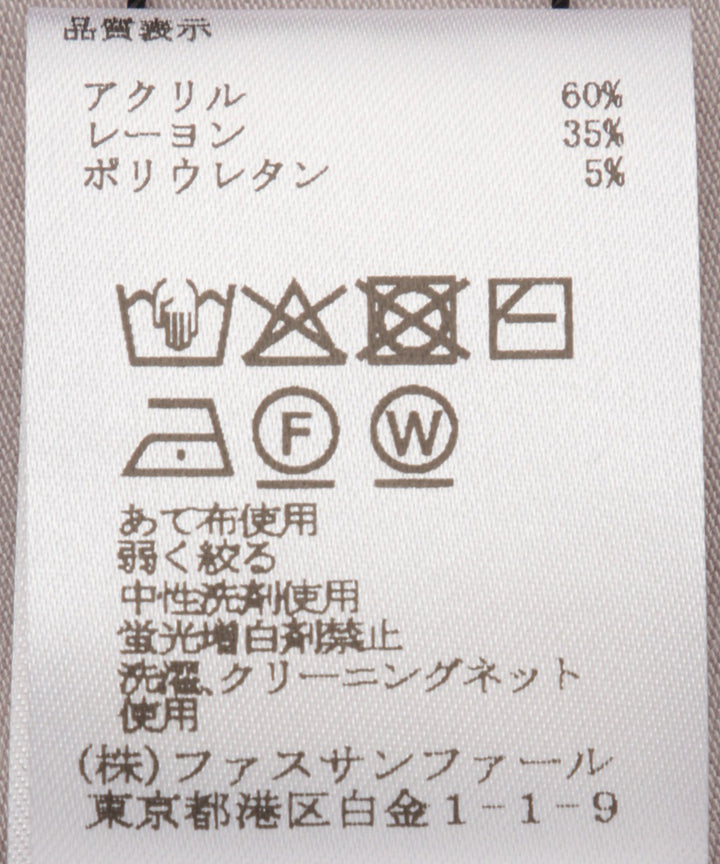 品質表示
アクリル 60%
レーヨン 35%
ポリウレタン 5%
F W
あて布使用
弱く絞る
中性洗剤使用
蛍光増白剤禁止
洗濯、クリーニングネット
使用
(株)ファスサンファール
東京都港区白金1-1-9